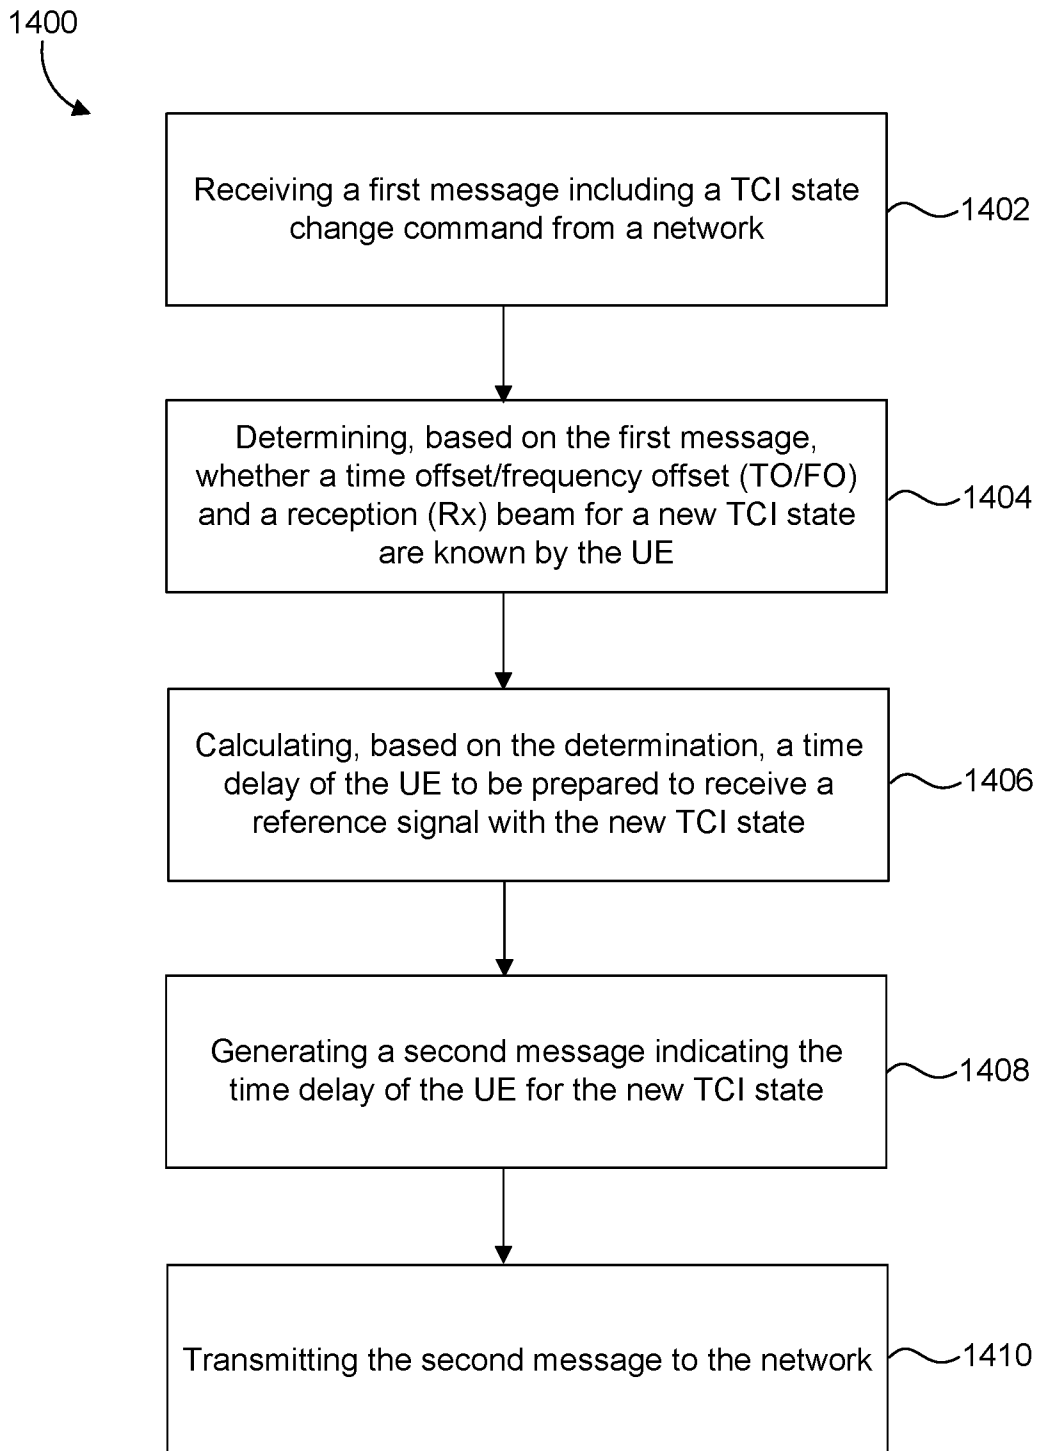 1400
Receiving a first message including a TCI state
change command from a network
1402
Determining, based on the first message,
whether a time offset/frequency offset (TO/FO)
and a reception (Rx) beam for a new TCI state
are known by the UE
1404
Calculating, based on the determination, a time
delay of the UE to be prepared to receive a
reference signal with the new TCI state
1406
Generating a second message indicating the
time delay of the UE for the new TCI state
1408
Transmitting the second message to the network
1410